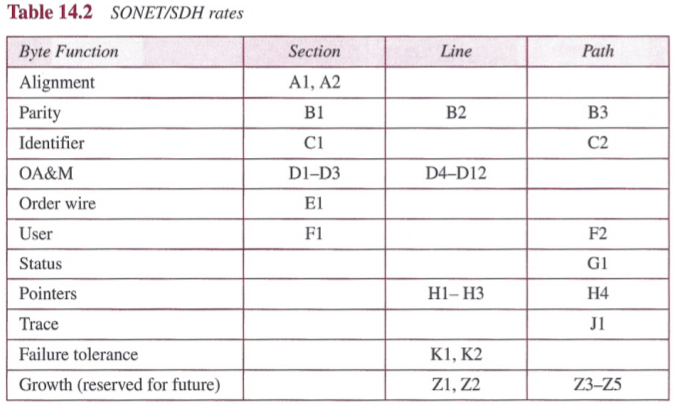 Table 14.2 SONET/SDH rates
Byte Function Section Line Path
Alignment A1, A2
Parity B1 B2 B3
Identifier C1 C2
OA&M D1–D3 D4–D12
Order wire E1
User F1 F2
Status G1
Pointers H1– H3 H4
Trace J1
Failure tolerance K1, K2
Growth (reserved for future) Z1, Z2 Z3–Z5